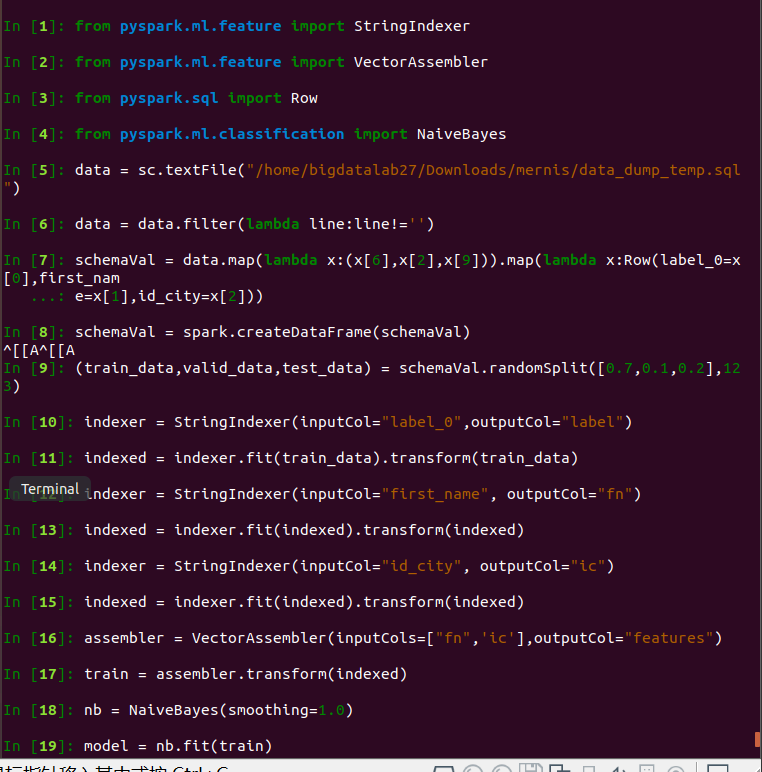 In [1]: from pyspark.ml.feature import StringIndexer
In [2]: from pyspark.ml.feature import VectorAssembler
In [3]: from pyspark.sql import Row
In [4]: from pyspark.ml.classification import NaiveBayes
In [5]: data = sc.textFile("/home/bigdatalab27/Downloads/mernis/data_dump_temp.sql
")
In [6]: data = data.filter(lambda line:line!='')
In [7]: schemaVal = data.map(lambda x:(x[6],x[2],x[9])).map(lambda x:Row(label_0=x
[0],first_nam
...: e=x[1],id_city=x[2]))
In [8]: schemaVal = spark.createDataFrame(schemaVal)
^[[A^[[A
In [9]: (train_data,valid_data,test_data) = schemaVal.randomSplit([0.7,0.1,0.2],12
3)
In [10]: indexer = StringIndexer(inputCol="label_0",outputCol="label")
In [11]: indexed = indexer.fit(train_data).transform(train_data)
Terminal
In [12]: indexer = StringIndexer(inputCol="first_name", outputCol="fn")
In [13]: indexed = indexer.fit(indexed).transform(indexed)
In [14]: indexer = StringIndexer(inputCol="id_city", outputCol="ic")
In [15]: indexed = indexer.fit(indexed).transform(indexed)
In [16]: assembler = VectorAssembler(inputCols=["fn",'ic'],outputCol="features")
In [17]: train = assembler.transform(indexed)
In [18]: nb = NaiveBayes(smoothing=1.0)
In [19]: model = nb.fit(train)